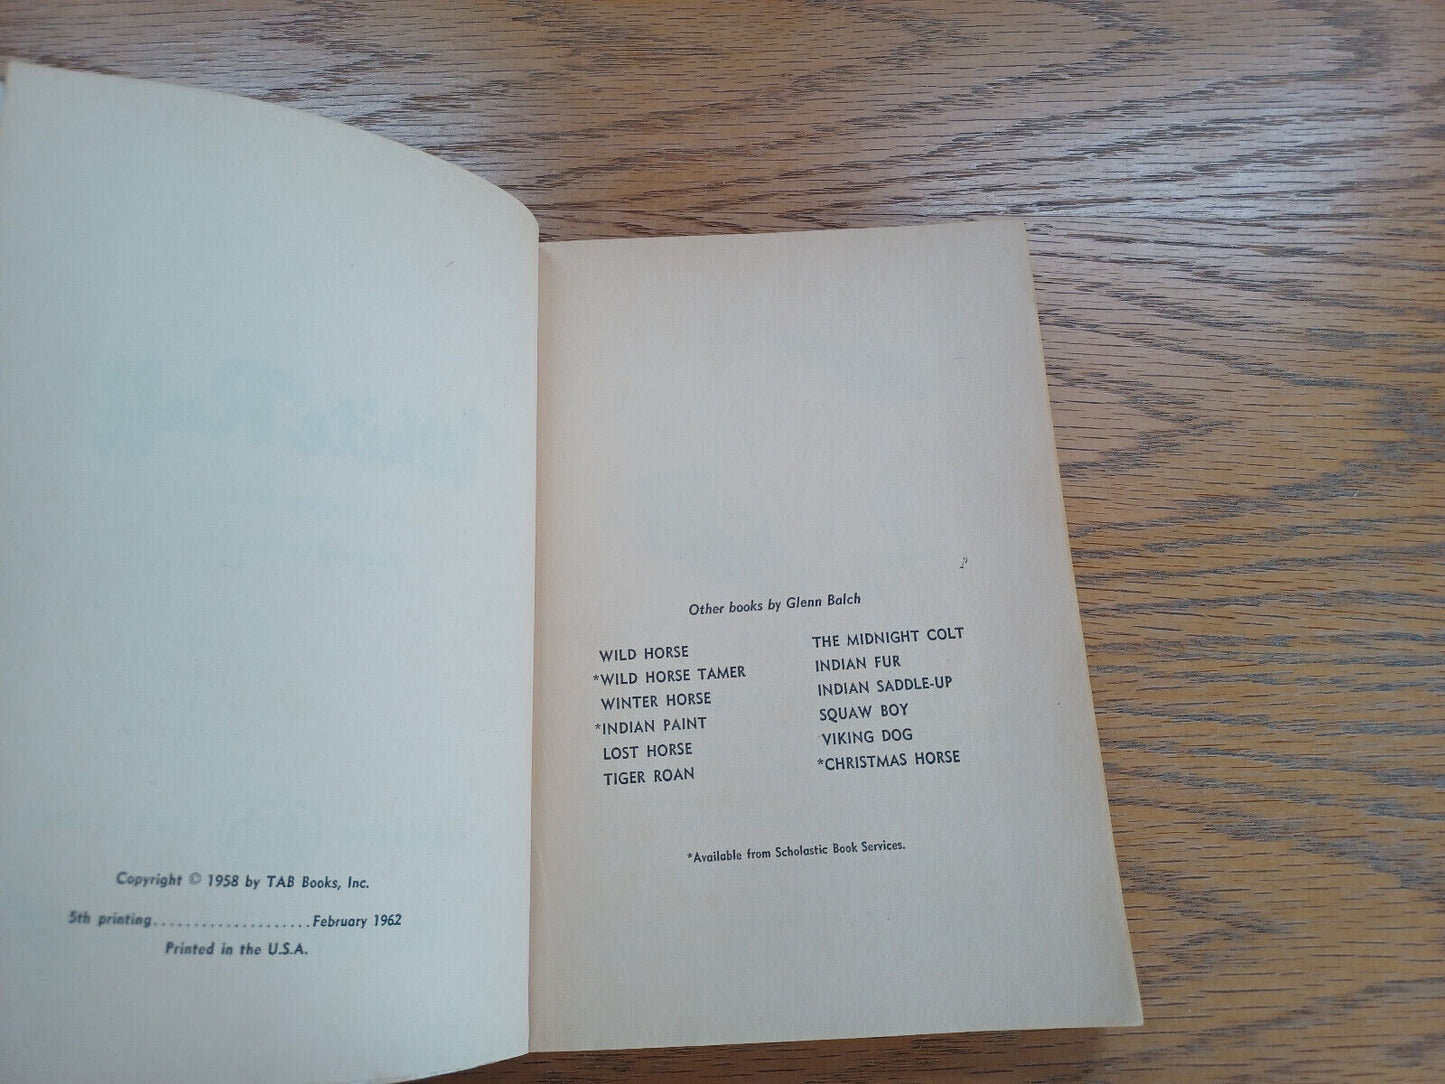 Copyright © 1958 by TAB Books, Inc.
5th printing....................February 1962
Printed in the U.S.A.
Other books by Glenn Balch
WILD HORSE
*WILD HORSE TAMER
WINTER HORSE
*INDIAN PAINT
LOST HORSE
TIGER ROAN
THE MIDNIGHT COLT
INDIAN FUR
INDIAN SADDLE-UP
SQUAW BOY
VIKING DOG
*CHRISTMAS HORSE
*Available from Scholastic Book Services.